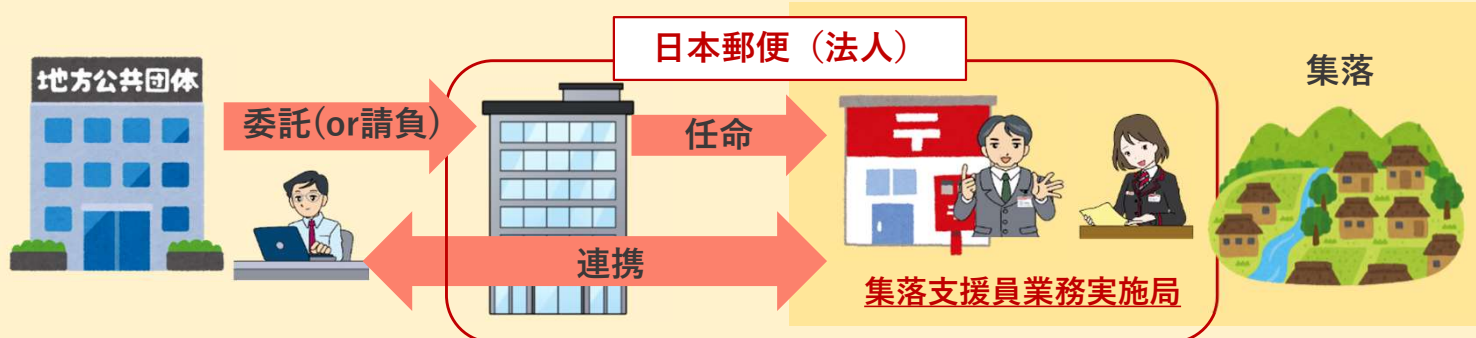 日本郵便（法人）
地方公共団体
委託(or請負)
任命
集落
連携
集落支援員業務実施局